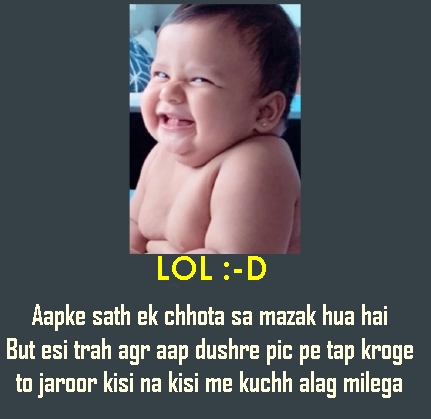 LOL :-D
Aapke sath ek chhota sa mazak hua hai
But esi trah agr aap dushre pic pe tap kroge
to jaroor kisi na kisi me kuchh alag milega